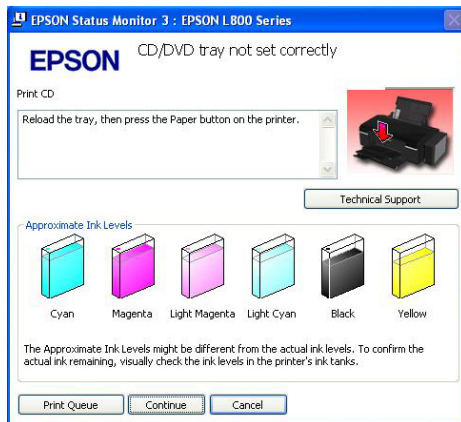 EPSON Status Monitor 3 : EPSON L800 Series
EPSON
CD/DVD tray not set correctly
Print CD
Reload the tray, then press the Paper button on the printer.
Technical Support
Approximate Ink Levels
Cyan Magenta Light Magenta Light Cyan Black Yellow
The Approximate Ink Levels might be different from the actual ink levels. To confirm the
actual ink remaining, visually check the ink levels in the printer's ink tanks.
Print Queue Continue Cancel